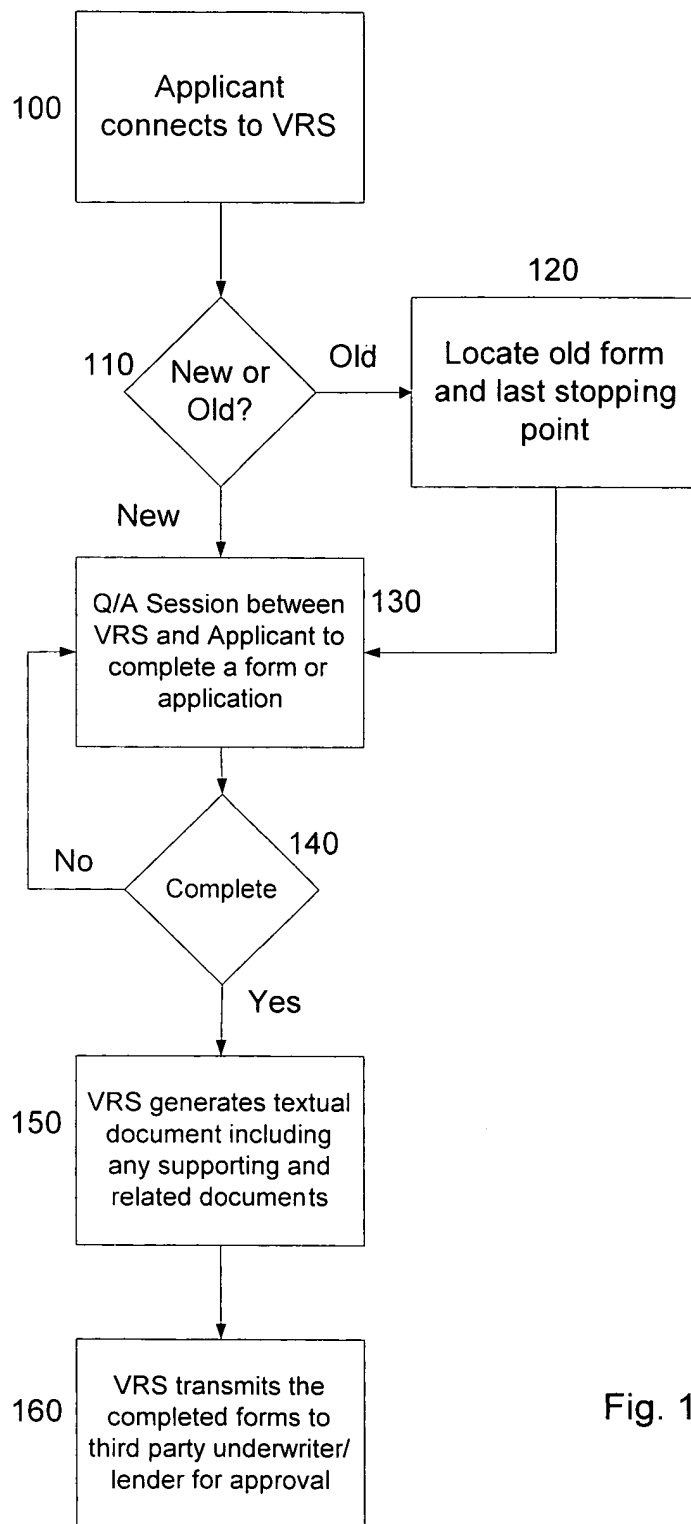 100
Applicant
connects to VRS
120
110
New or
Old?
Old
Locate old form
and last stopping
point
New
Q/A Session between
VRS and Applicant to
complete a form or
application
130
No
140
Complete
Yes
150
VRS generates textual
document including
any supporting and
related documents
160
VRS transmits the
completed forms to
third party underwriter/
lender for approval
Fig. 1